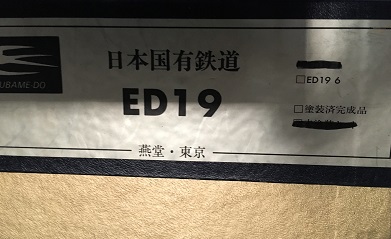 日本国有鉄道
ED19
□ED19 6
□塗装済完成品
UBAME-DO
燕堂・東京